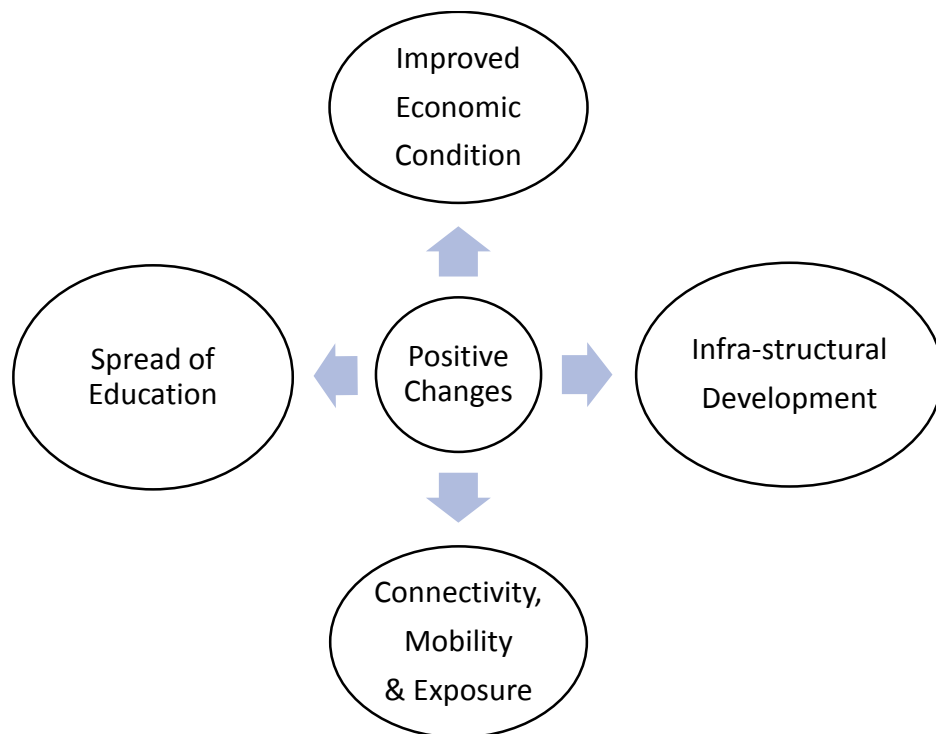 Improved
Economic
Condition
Spread of
Education
Positive
Changes
Infra-structural
Development
Connectivity,
Mobility
& Exposure